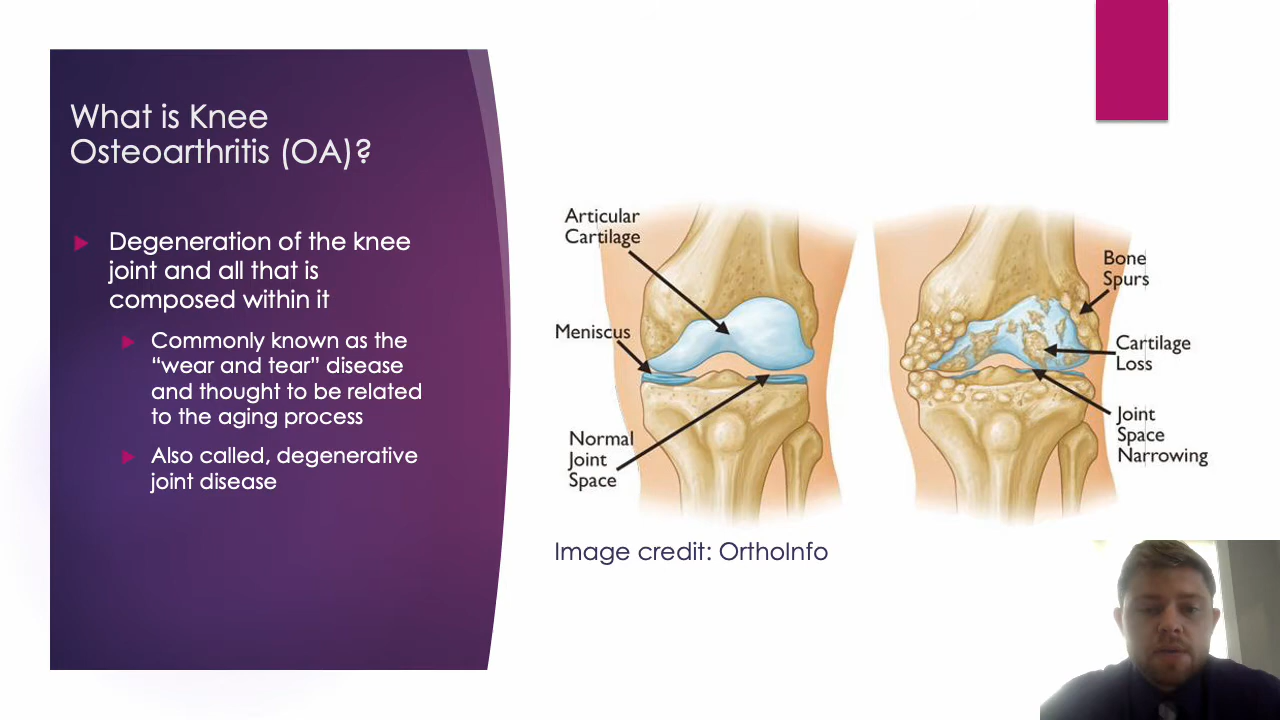 What is Knee
Osteoarthritis (OA)?
Degeneration of the knee
joint and all that is
composed within it
Commonly known as the
“wear and tear” disease
and thought to be related
to the aging process
Also called, degenerative
joint disease
Articular
Cartilage
Meniscus
Normal
Joint
Space
Bone
Spurs
Cartilage
Loss
Joint
Space
Narrowing
Image credit: OrthoInfo